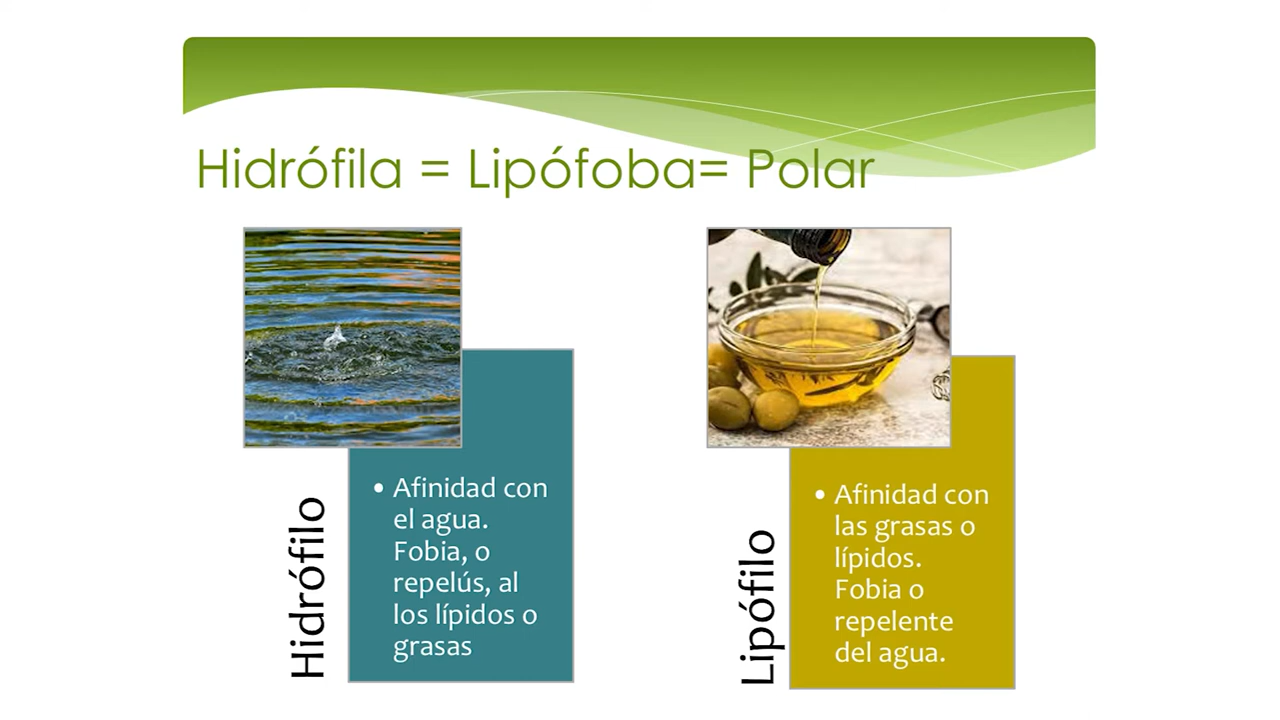 Hidrófila = Lipófoba= Polar
Hidrófilo
• Afinidad con
el agua.
Fobia, o
repelús, al
los lípidos o
grasas
Lipófilo
• Afinidad con
las grasas o
lípidos.
Fobia o
repelente
del agua.